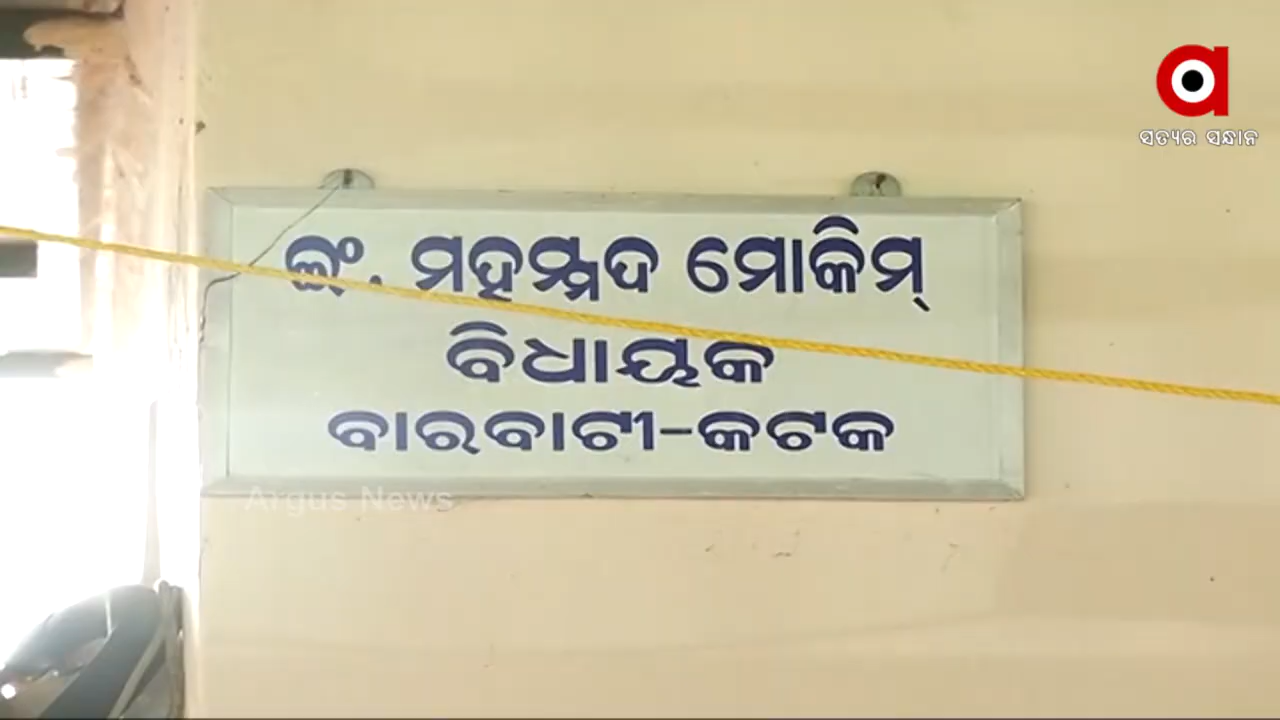 ସତ୍ୟର ସନ୍ଧାନ
ଇଂ. ମହମ୍ମଦ ମୋକିମ୍
ବିଧାୟକ
ବାରବାଟୀ-କଟକ
Argus News